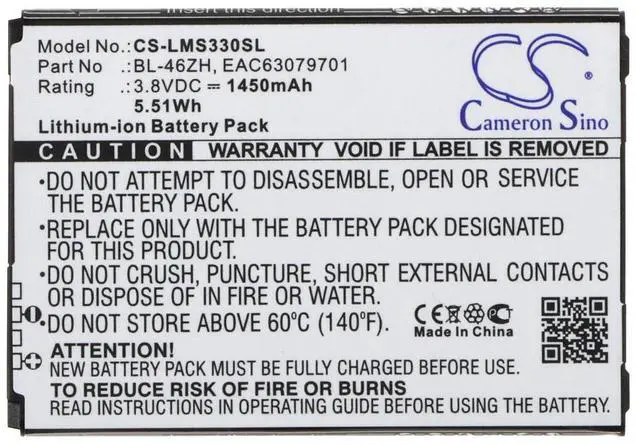 Model No.: CS-LMS330SL
Part No : BL-46ZH, EAC63079701
Rating : 3.8VDC ⎓ 1450mAh
5.51Wh
Lithium-ion Battery Pack
CS
Cameron Sino
CAUTION WARRANTY VOID IF LABEL IS REMOVED
•DO NOT ATTEMPT TO DISASSEMBLE, OPEN OR SERVICE
THE BATTERY PACK.
•REPLACE ONLY WITH THE BATTERY PACK DESIGNATED
FOR THIS PRODUCT.
•DO NOT CRUSH, PUNCTURE, SHORT EXTERNAL CONTACTS
OR DISPOSE OF IN FIRE OR WATER.
•DO NOT STORE ABOVE 60°C (140°F).
CE
Made In China
ATTENTION!
NEW BATTERY PACK MUST BE FULLY CHARGED BEFORE USE.
TO REDUCE RISK OF FIRE OR BURNS
READ INSTRUCTIONS IN OPERATING GUIDE BEFORE USING.